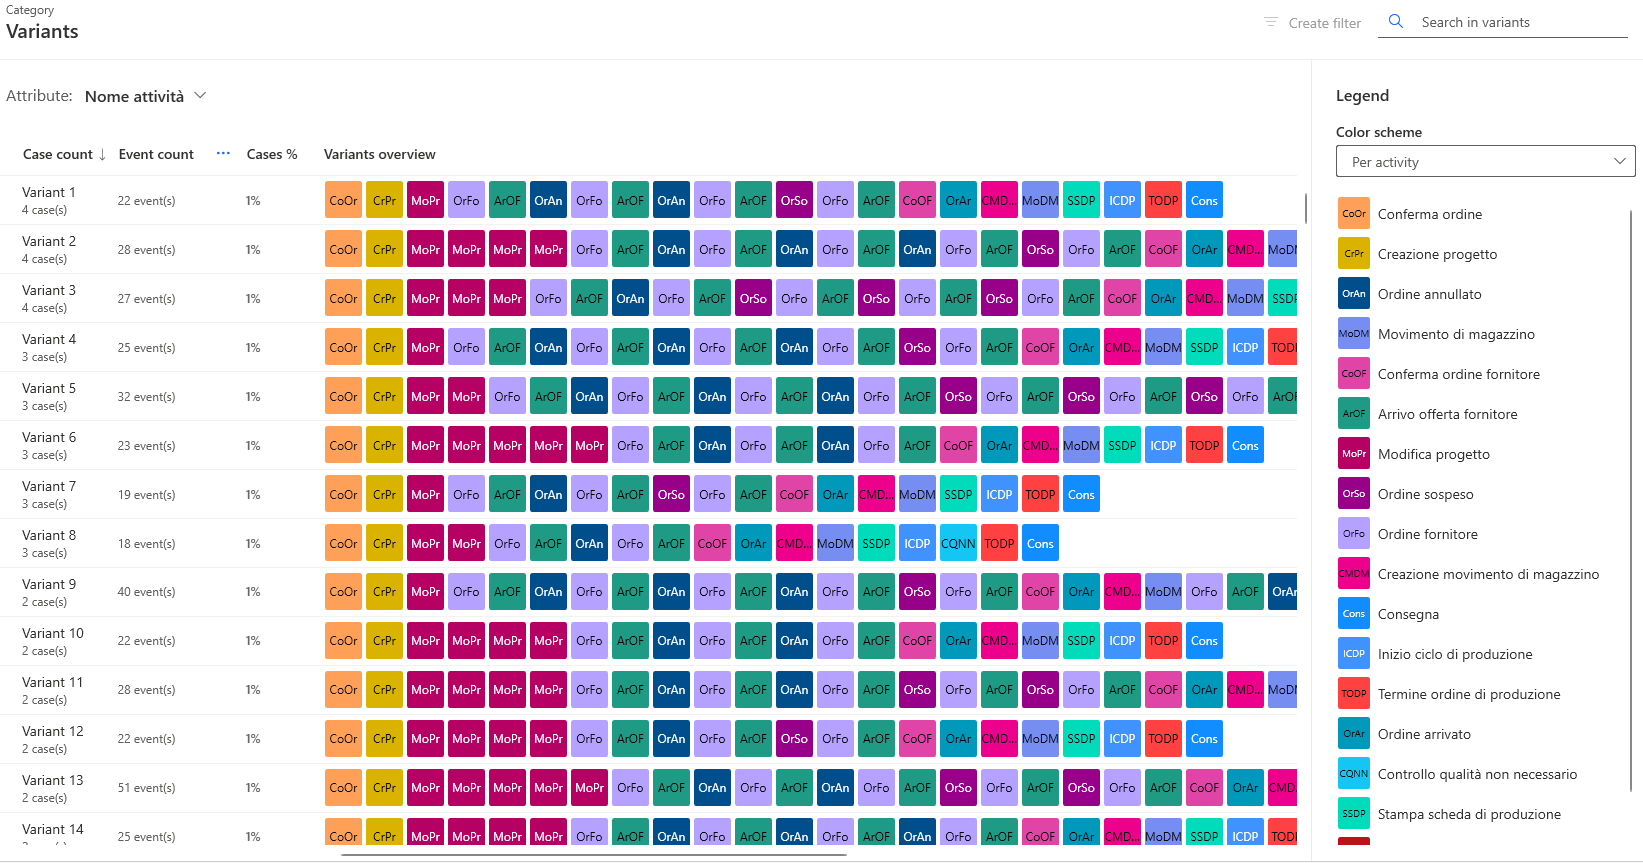 Category
Variants
Create filter
Search in variants
Attribute: Nome attività
Case count ↓ Event count ... Cases % Variants overview
Variant 1
4 case(s)
22 event(s) 1% CoOr CrPr MoPr OrFo ArOF OrAn OrFo ArOF OrAn OrFo ArOF OrSo OrFo ArOF CoOF OrAr CMD... MoDM SSDP ICDP TODP Cons
Variant 2
4 case(s)
28 event(s) 1% CoOr CrPr MoPr MoPr MoPr MoPr OrFo ArOF OrAn OrFo ArOF OrAn OrFo ArOF OrAn OrFo ArOF OrSo OrFo ArOF CoOF OrAr CMD... MoDM
Variant 3
4 case(s)
27 event(s) 1% CoOr CrPr MoPr MoPr MoPr OrFo ArOF OrAn OrFo ArOF OrSo OrFo ArOF OrSo OrFo ArOF OrSo OrFo ArOF CoOF OrAr CMD... MoDM SSDP
Variant 4
3 case(s)
25 event(s) 1% CoOr CrPr MoPr OrFo ArOF OrAn OrFo ArOF OrAn OrFo ArOF OrAn OrFo ArOF OrSo OrFo ArOF CoOF OrAr CMD... MoDM SSDP ICDP TODP
Variant 5
3 case(s)
32 event(s) 1% CoOr CrPr MoPr MoPr OrFo ArOF OrAn OrFo ArOF OrAn OrFo ArOF OrAn OrFo ArOF OrSo OrFo ArOF OrSo OrFo ArOF OrSo OrFo ArOF
Variant 6
3 case(s)
23 event(s) 1% CoOr CrPr MoPr MoPr MoPr MoPr MoPr OrFo ArOF OrAn OrFo ArOF OrAn OrFo ArOF CoOF OrAr CMD... MoDM SSDP ICDP TODP Cons
Variant 7
3 case(s)
19 event(s) 1% CoOr CrPr MoPr OrFo ArOF OrAn OrFo ArOF OrSo OrFo ArOF CoOF OrAr CMD... MoDM SSDP ICDP TODP Cons
Variant 8
3 case(s)
18 event(s) 1% CoOr CrPr MoPr MoPr OrFo ArOF OrAn OrFo ArOF CoOF OrAr CMD... MoDM SSDP ICDP CQNN TODP Cons
Variant 9
2 case(s)
40 event(s) 1% CoOr CrPr MoPr OrFo ArOF OrAn OrFo ArOF OrAn OrFo ArOF OrAn OrFo ArOF OrSo OrFo ArOF CoOF OrAr CMD... MoDM OrFo ArOF OrAn
Variant 10
2 case(s)
22 event(s) 1% CoOr CrPr MoPr MoPr MoPr MoPr OrFo ArOF OrAn OrFo ArOF OrAn OrFo ArOF CoOF OrAr CMD... MoDM SSDP ICDP TODP Cons
Variant 11
2 case(s)
28 event(s) 1% CoOr CrPr MoPr MoPr MoPr MoPr OrFo ArOF OrAn OrFo ArOF OrAn OrFo ArOF OrSo OrFo ArOF OrSo OrFo ArOF CoOF OrAr CMD... MoDM
Variant 12
2 case(s)
22 event(s) 1% CoOr CrPr MoPr MoPr MoPr MoPr OrFo ArOF OrAn OrFo ArOF OrSo OrFo ArOF CoOF OrAr CMD... MoDM SSDP ICDP TODP Cons
Variant 13
2 case(s)
51 event(s) 1% CoOr CrPr MoPr MoPr MoPr MoPr MoPr OrFo ArOF OrAn OrFo ArOF OrAn OrFo ArOF OrSo OrFo ArOF OrSo OrFo ArOF CoOF OrAr CMD
Variant 14
25 event(s) 1% CoOr CrPr MoPr MoPr MoPr MoPr OrFo ArOF OrAn OrFo ArOF OrAn OrFo ArOF OrAn OrFo ArOF CoOF OrAr CMD... MoDM SSDP ICDP TODP
Legend
Color scheme
Per activity
CoOr Conferma ordine
CrPr Creazione progetto
OrAn Ordine annullato
MoDM Movimento di magazzino
CoOF Conferma ordine fornitore
ArOF Arrivo offerta fornitore
MoPr Modifica progetto
OrSo Ordine sospeso
OrFo Ordine fornitore
CMDM Creazione movimento di magazzino
Cons Consegna
ICDP Inizio ciclo di produzione
TODP Termine ordine di produzione
OrAr Ordine arrivato
CQNN Controllo qualità non necessario
SSDP Stampa scheda di produzione